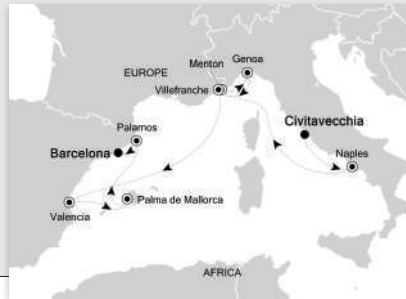 Menton
Genoa
EUROPE
Villefranche
Palamos
Civitavecchia
Barcelona
Naples
Palma de Mallorca
Valencia
AFRICA